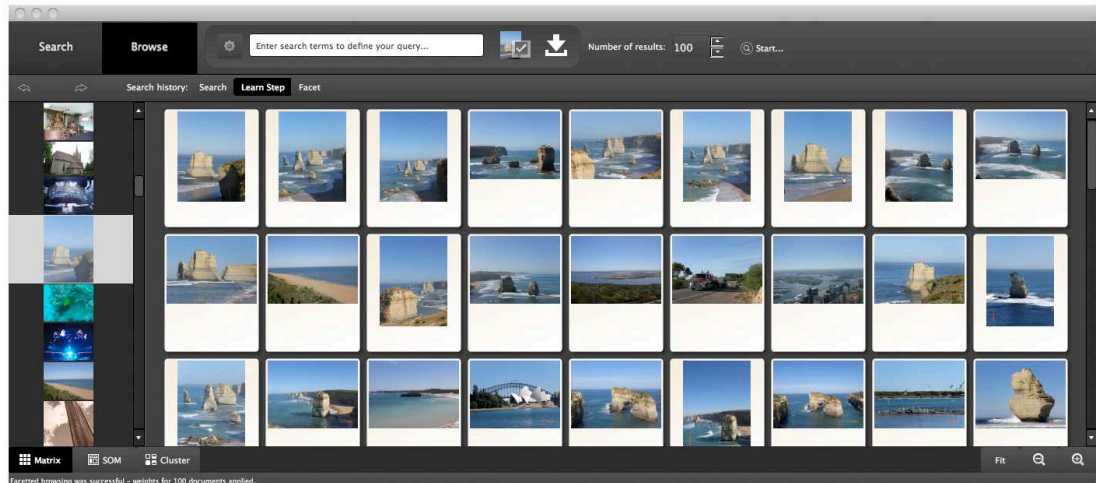 Search Browse Enter search terms to define your query... Number of results: 100 Start...
Search history: Search Learn Step Facet
Matrix SOM Cluster Fit
Facetted browsing was successful - weights for 100 documents applied.